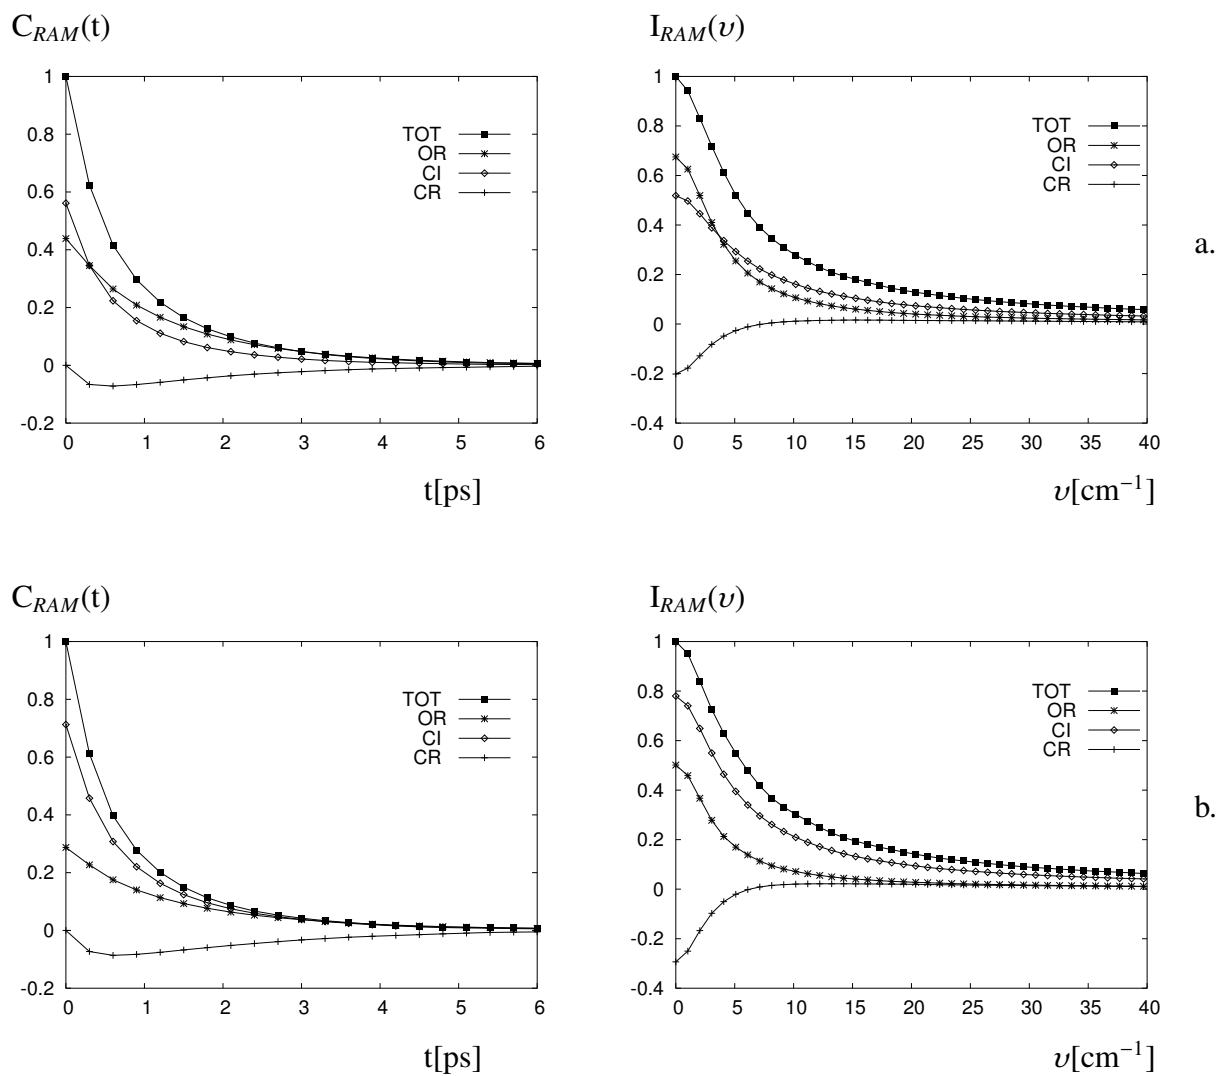 C_RAM(t)
I_RAM(υ)
1
0.8
0.6
0.4
0.2
0
-0.2
0 1 2 3 4 5 6
TOT
OR
CI
CR
t[ps]
1
0.8
0.6
0.4
0.2
0
-0.2
-0.4
0 5 10 15 20 25 30 35 40
TOT
OR
CI
CR
υ[cm⁻¹]
a.
C_RAM(t)
I_RAM(υ)
1
0.8
0.6
0.4
0.2
0
-0.2
0 1 2 3 4 5 6
TOT
OR
CI
CR
t[ps]
1
0.8
0.6
0.4
0.2
0
-0.2
-0.4
0 5 10 15 20 25 30 35 40
TOT
OR
CI
CR
υ[cm⁻¹]
b.